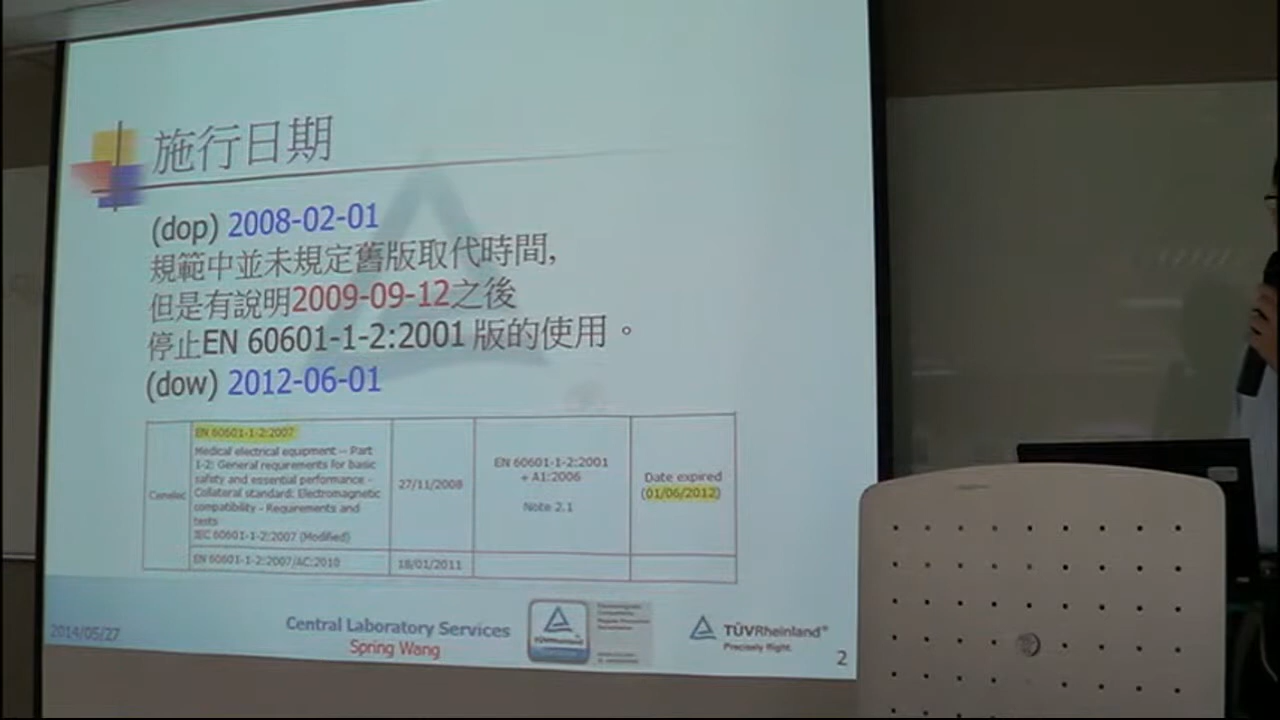 施行日期
(dop) 2008-02-01
規範中並未規定舊版取代時間,
但是有說明2009-09-12之後
停止EN 60601-1-2:2001 版的使用。
(dow) 2012-06-01
Cenelec
EN 60601-1-2:2007
Medical electrical equipment -- Part
1-2: General requirements for basic
safety and essential performance -
Collateral standard: Electromagnetic
compatibility - Requirements and
tests
IEC 60601-1-2:2007 (Modified)
27/11/2008
EN 60601-1-2:2001
+ A1:2006
Note 2.1
Date expired
(01/06/2012)
EN 60601-1-2:2007/AC:2010
18/01/2011
2014/05/27
Central Laboratory Services
Spring Wang
TÜVRheinland
TÜVRheinland®
Precisely Right.
2